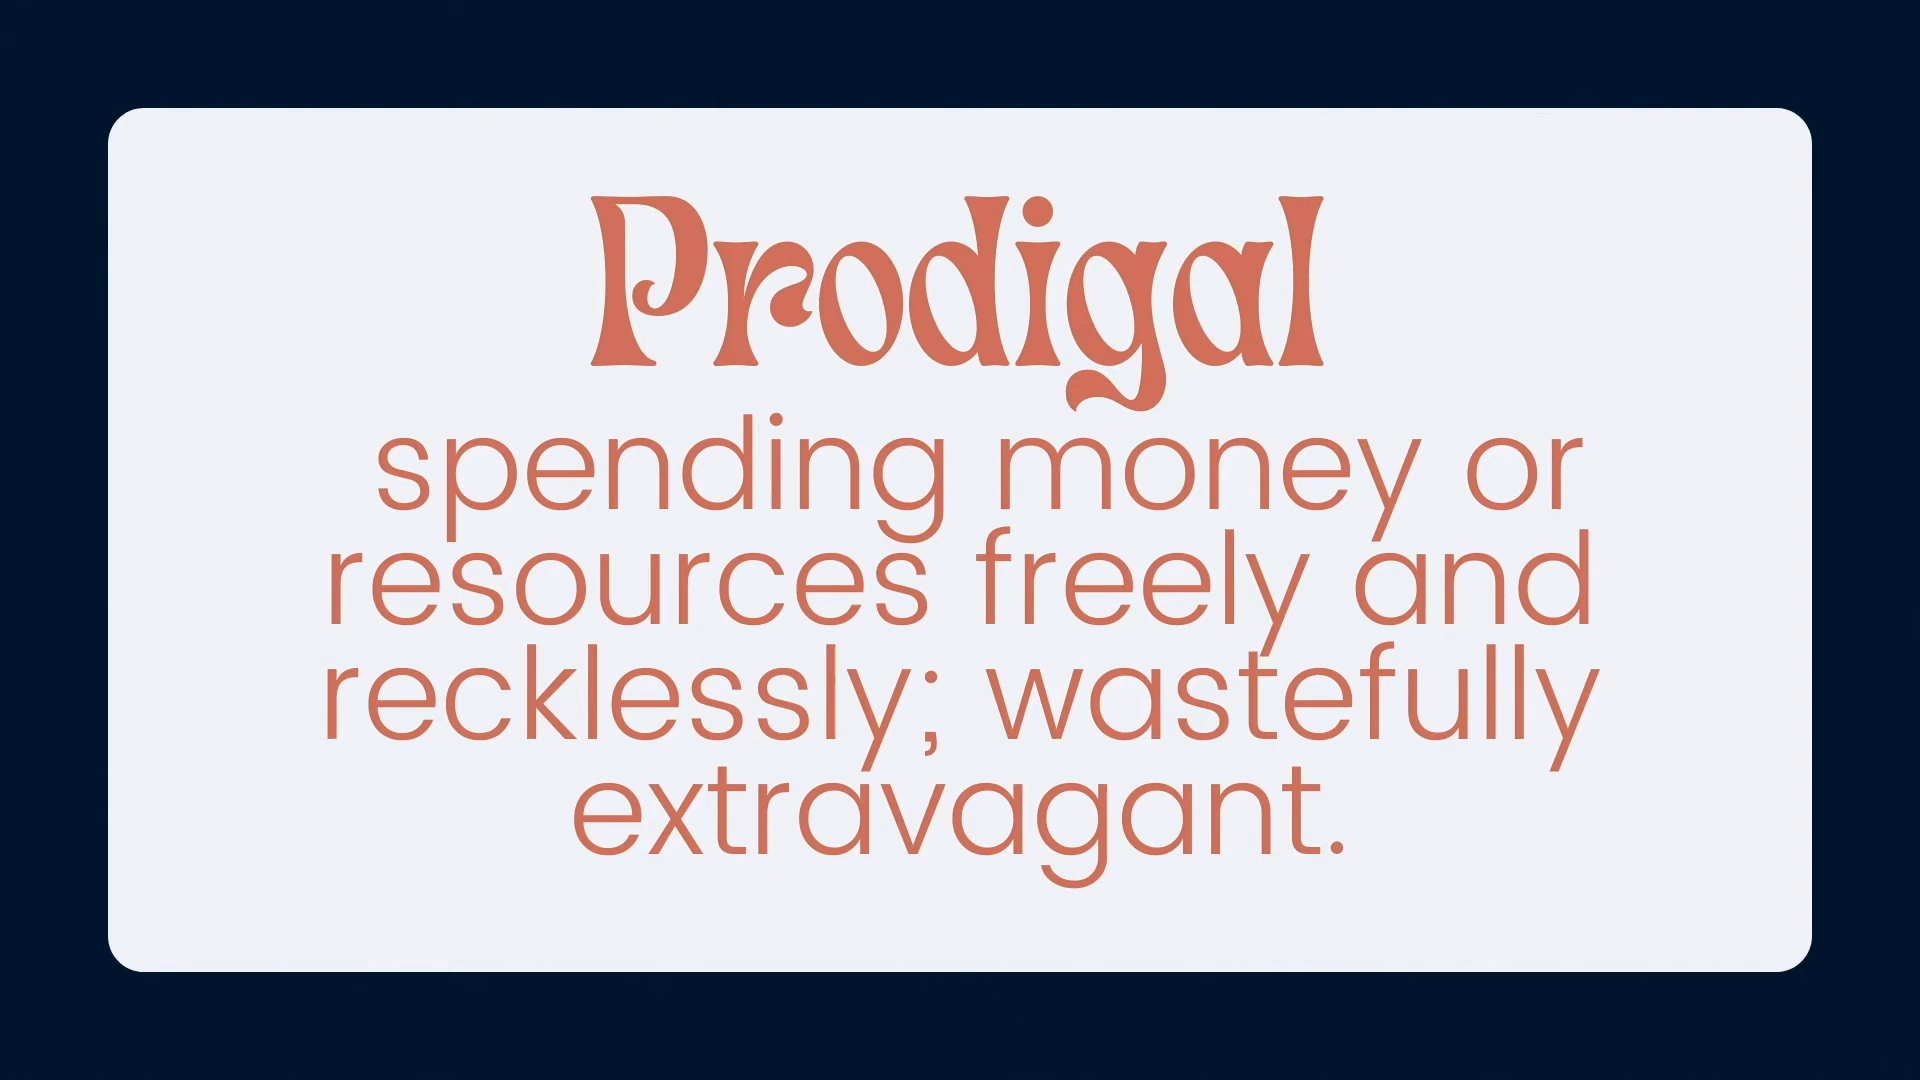 Prodigal
spending money or
resources freely and
recklessly; wastefully
extravagant.